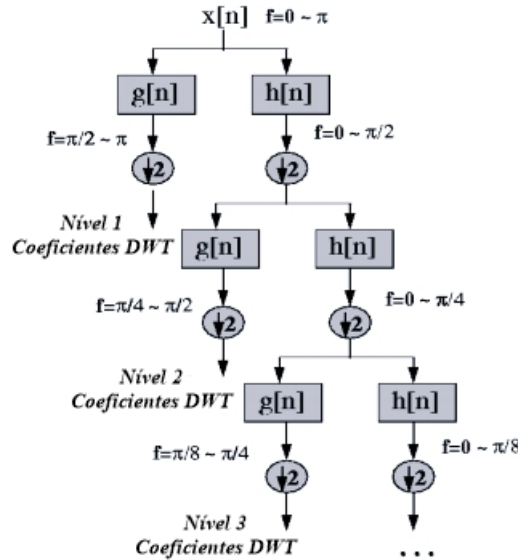 x[n] f=0 ~ π
g[n] h[n]
f=π/2 ~ π f=0 ~ π/2
↓2 ↓2
Nível 1
Coeficientes DWT
g[n] h[n]
f=π/4 ~ π/2 f=0 ~ π/4
↓2 ↓2
Nível 2
Coeficientes DWT
g[n] h[n]
f=π/8 ~ π/4 f=0 ~ π/8
↓2 ↓2
Nível 3
Coeficientes DWT
. . .